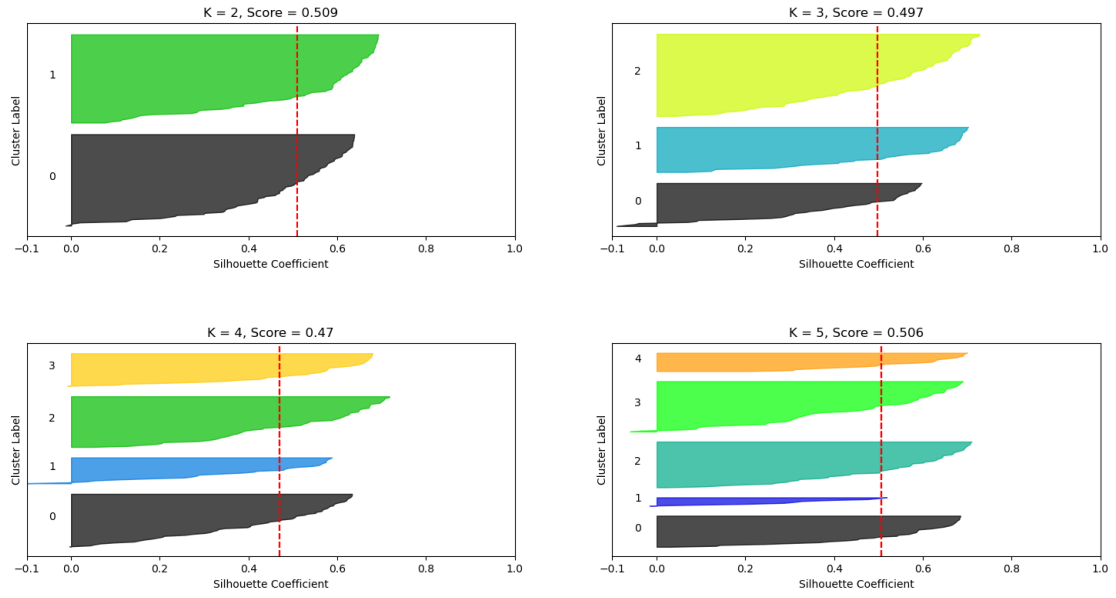 K = 2, Score = 0.509
Cluster Label
1
0
−0.1 0.0 0.2 0.4 0.6 0.8 1.0
Silhouette Coefficient
K = 3, Score = 0.497
Cluster Label
2
1
0
−0.1 0.0 0.2 0.4 0.6 0.8 1.0
Silhouette Coefficient
K = 4, Score = 0.47
Cluster Label
3
2
1
0
−0.1 0.0 0.2 0.4 0.6 0.8 1.0
Silhouette Coefficient
K = 5, Score = 0.506
Cluster Label
4
3
2
1
0
−0.1 0.0 0.2 0.4 0.6 0.8 1.0
Silhouette Coefficient